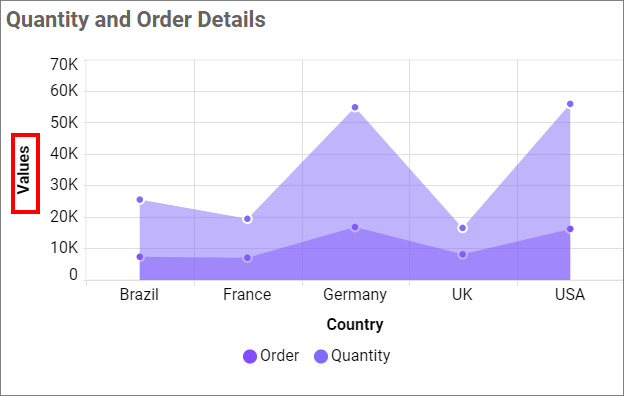 Quantity and Order Details
70K
60K
50K
40K
30K
20K
10K
0
Values
Brazil France Germany UK USA
Country
Order Quantity